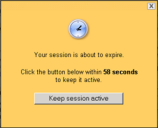 Your session is about to expire.
Click the button below within 58 seconds
to keep it active.
Keep session active